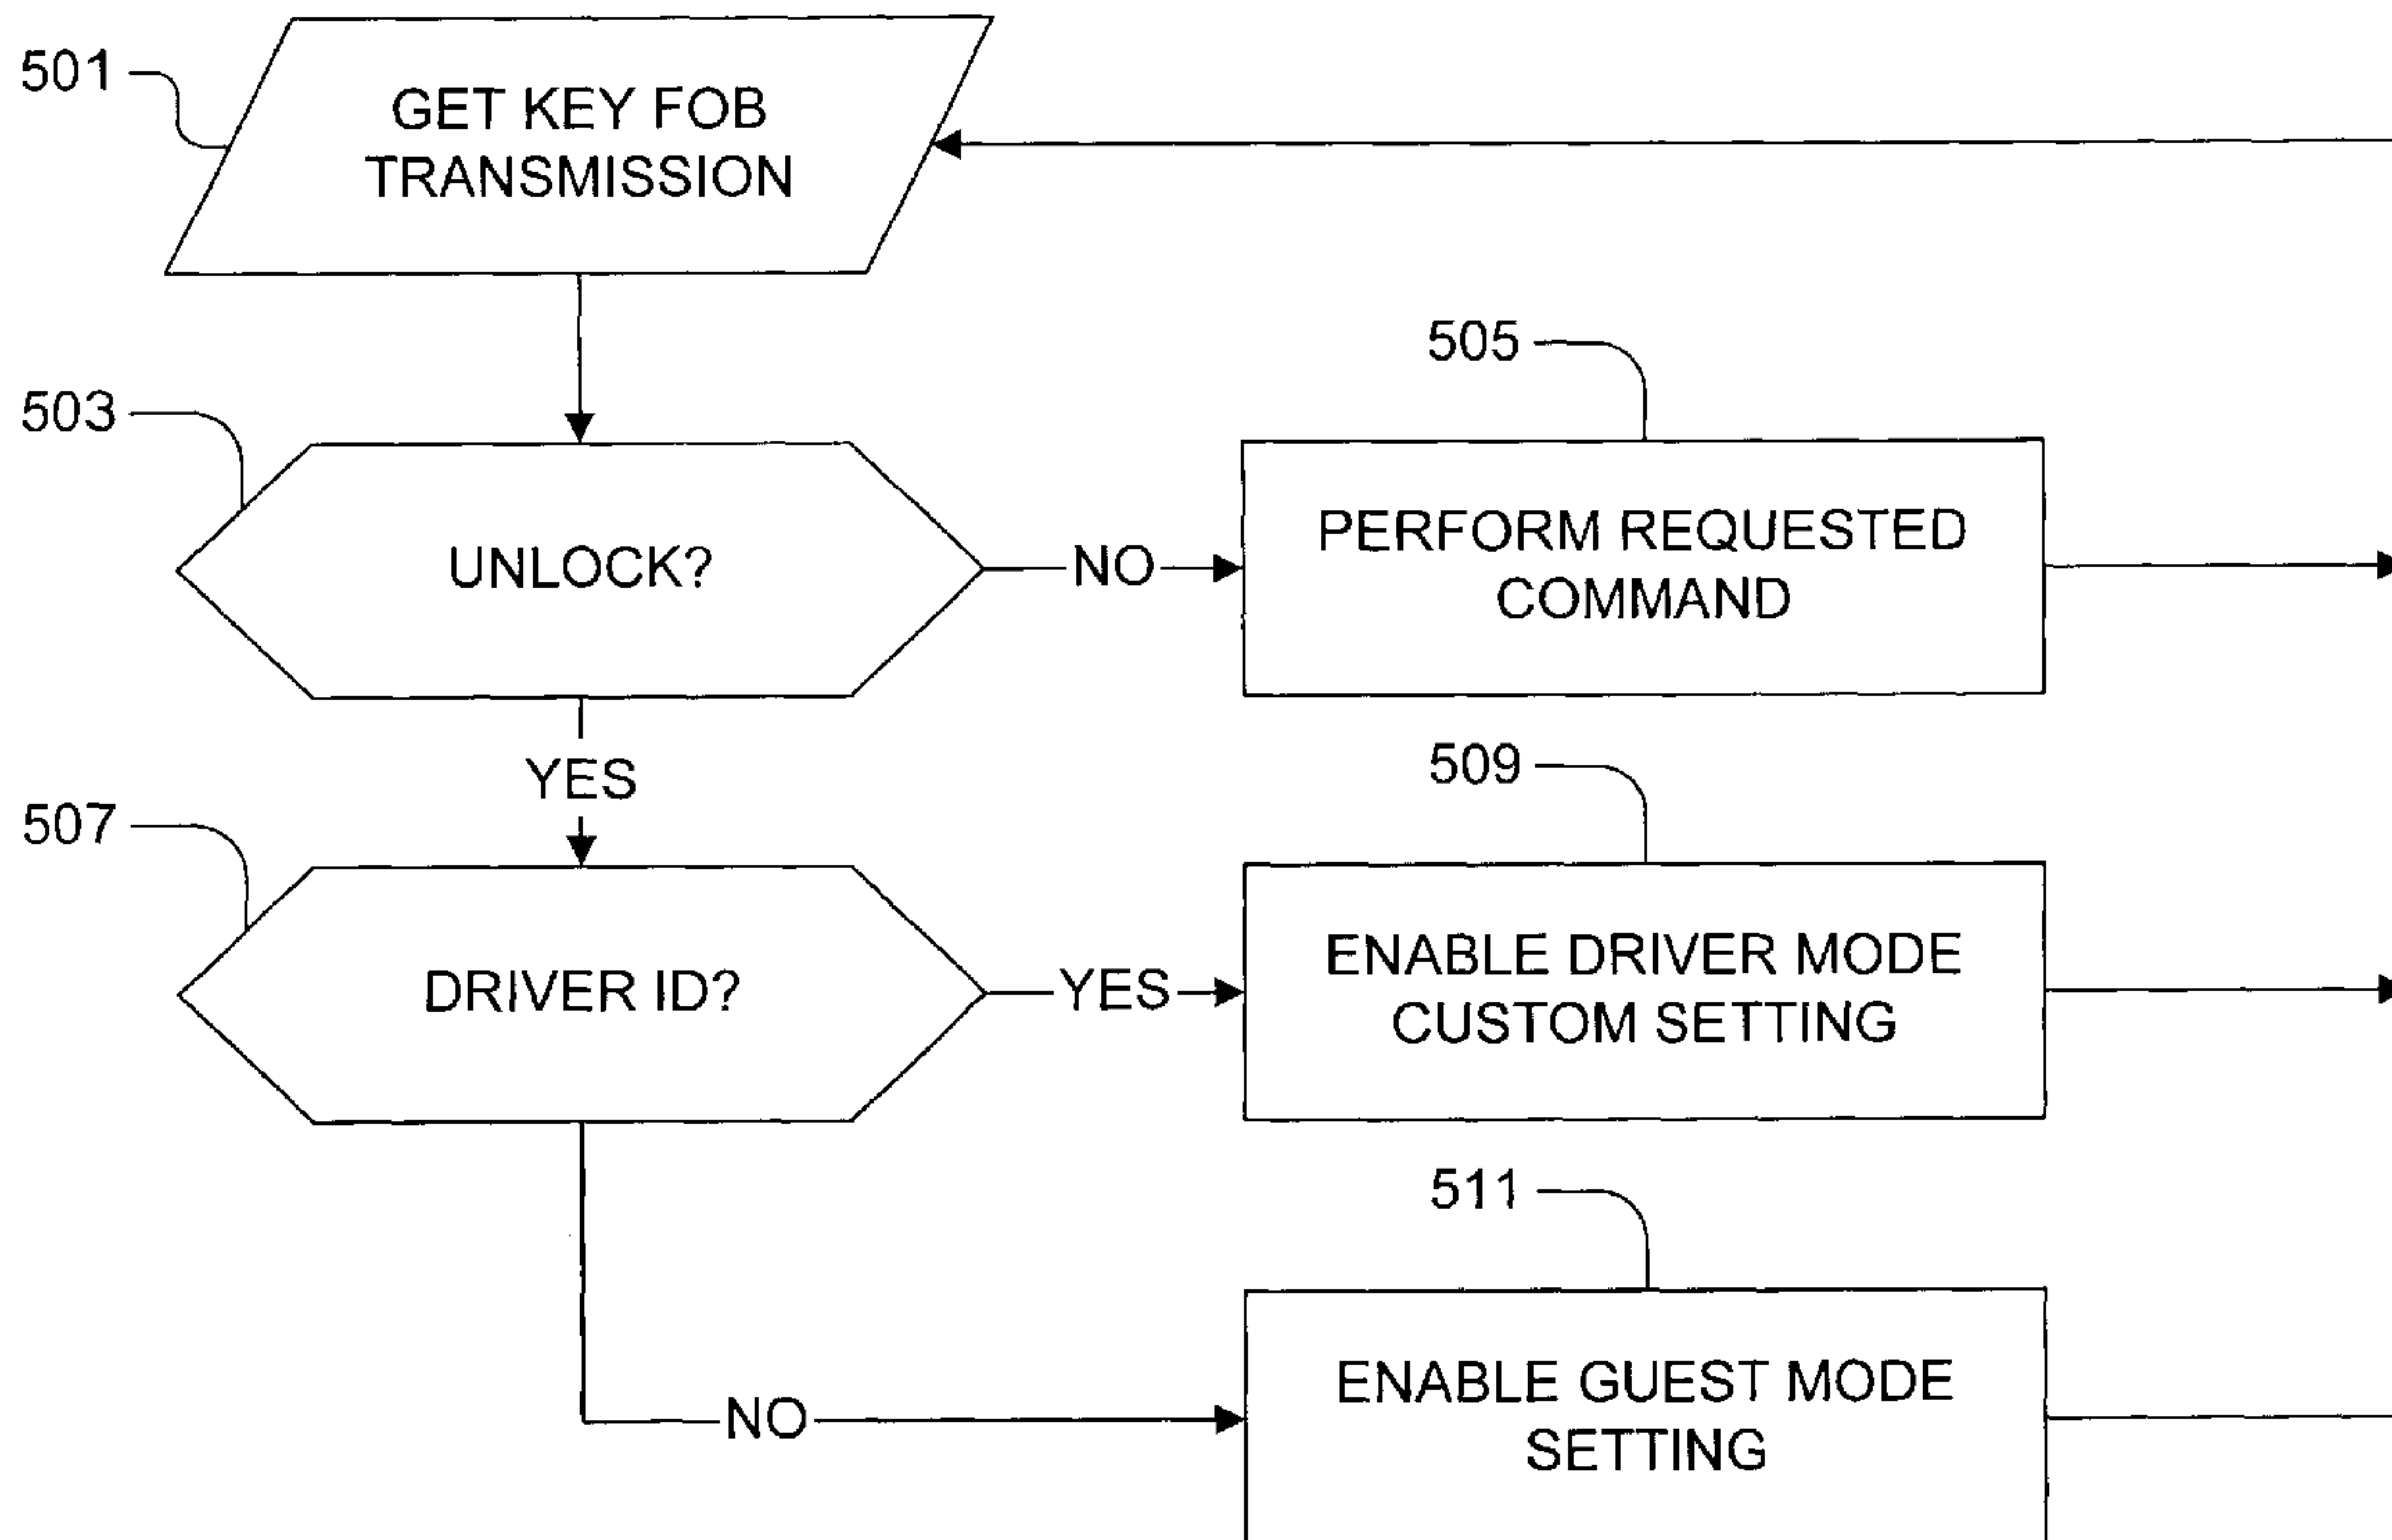 501
GET KEY FOB
TRANSMISSION
503
UNLOCK?
NO
505
PERFORM REQUESTED
COMMAND
YES
507
DRIVER ID?
YES
509
ENABLE DRIVER MODE
CUSTOM SETTING
NO
511
ENABLE GUEST MODE
SETTING